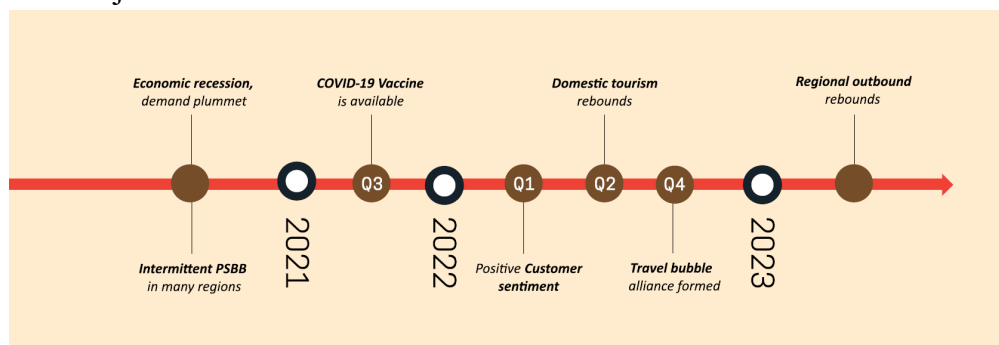 Economic recession,
demand plummet
COVID-19 Vaccine
is available
Domestic tourism
rebounds
Regional outbound
rebounds
Q3
Q1
Q2
Q4
2021
2022
2023
Intermittent PSBB
in many regions
Positive Customer
sentiment
Travel bubble
alliance formed